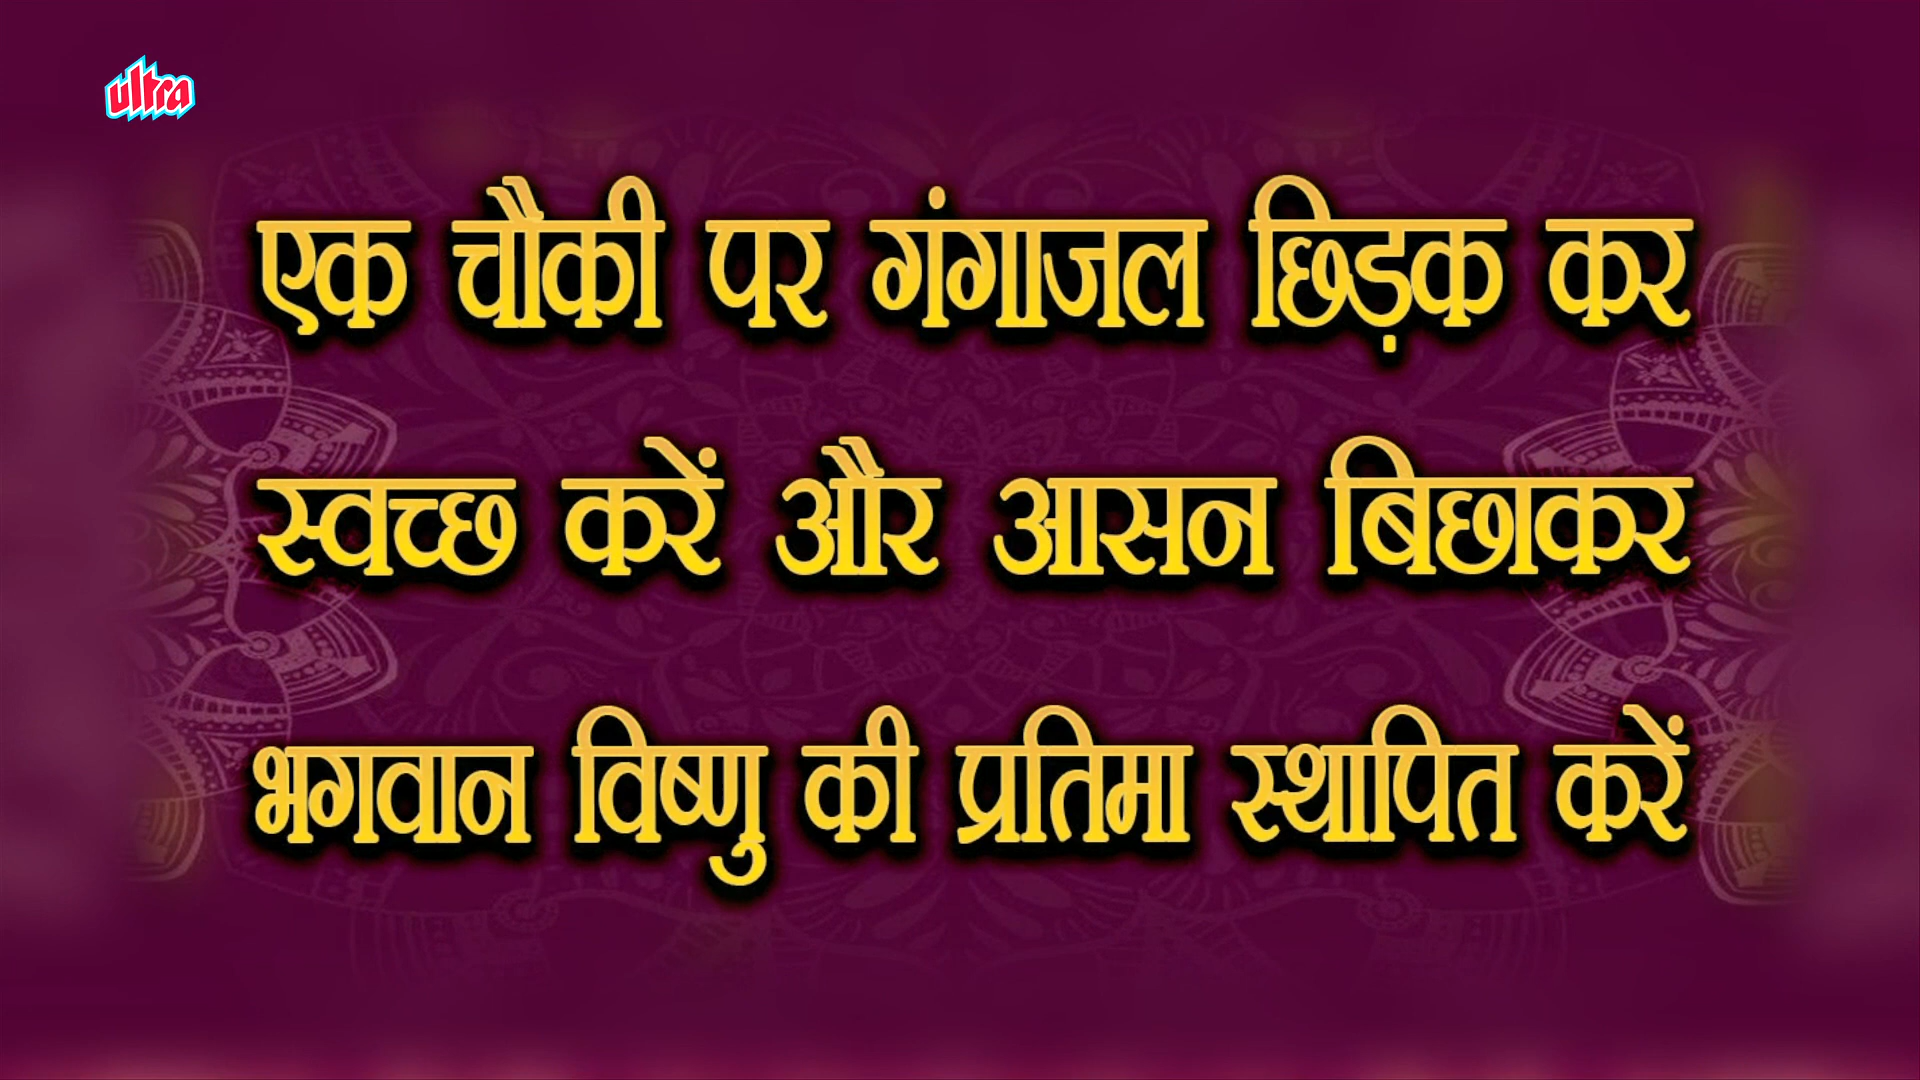 ultra
एक चौकी पर गंगाजल छिड़क कर
स्वच्छ करें और आसन बिछाकर
भगवान विष्णु की प्रतिमा स्थापित करें